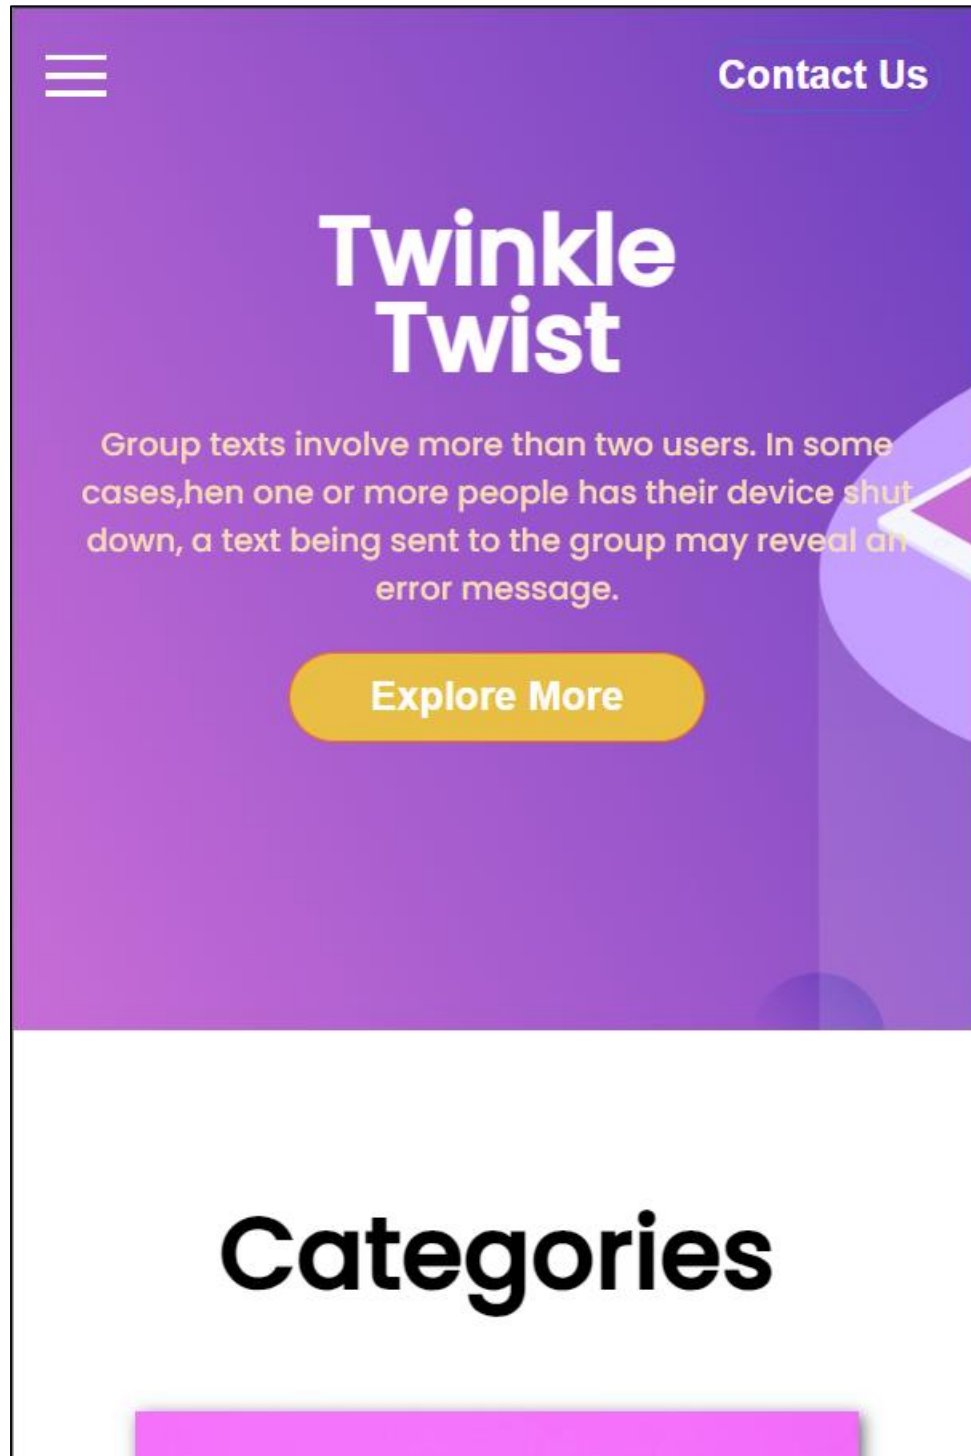 Contact Us
Twinkle
Twist
Group texts involve more than two users. In some
cases,hen one or more people has their device shut
down, a text being sent to the group may reveal an
error message.
Explore More
Categories